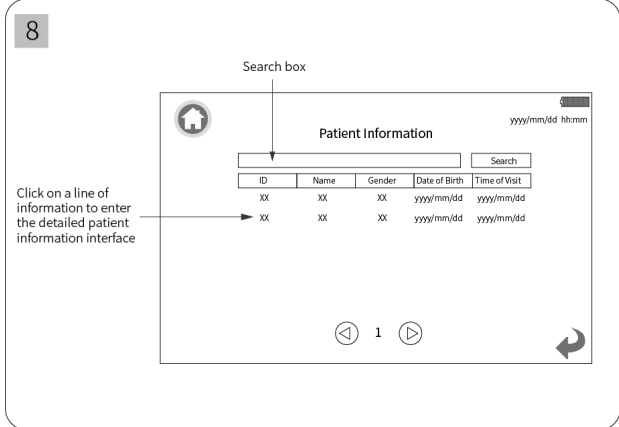 8
Search box
yyyy/mm/dd hh:mm
Patient Information
Search
ID Name Gender Date of Birth Time of Visit
XX XX XX yyyy/mm/dd yyyy/mm/dd
XX XX XX yyyy/mm/dd yyyy/mm/dd
Click on a line of
information to enter
the detailed patient
information interface
1